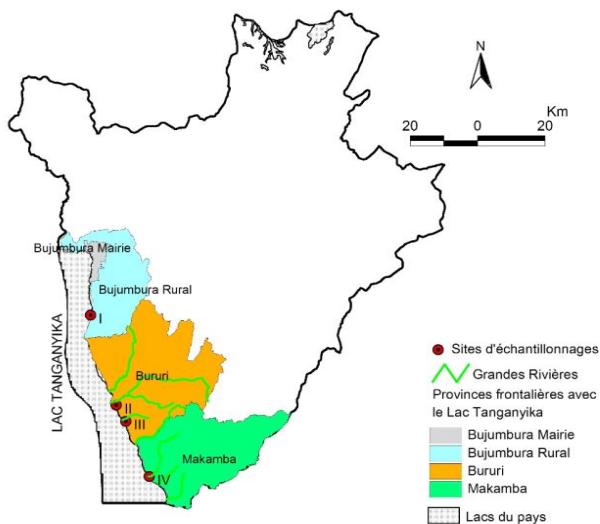 N
Km
20 0 20
Bujumbura Mairie
Bujumbura Rural
I
LAC TANGANYIKA
Bururi
II
III
Makamba
IV
Sites d'échantillonnages
Grandes Rivières
Provinces frontalières avec
le Lac Tanganyika
Bujumbura Mairie
Bujumbura Rural
Bururi
Makamba
Lacs du pays